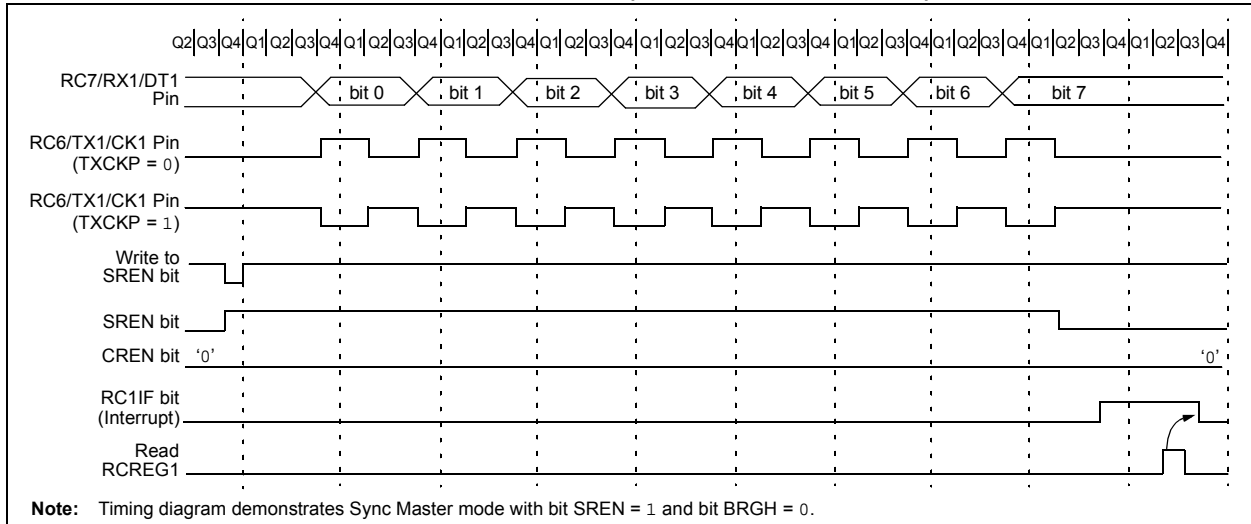 Q2 Q3 Q4 Q1 Q2 Q3 Q4 Q1 Q2 Q3 Q4 Q1 Q2 Q3 Q4 Q1 Q2 Q3 Q4 Q1 Q2 Q3 Q4 Q1 Q2 Q3 Q4 Q1 Q2 Q3 Q4 Q1 Q2 Q3 Q4 Q1 Q2 Q3 Q4 Q1 Q2 Q3 Q4
RC7/RX1/DT1
Pin
bit 0 bit 1 bit 2 bit 3 bit 4 bit 5 bit 6 bit 7
RC6/TX1/CK1 Pin
(TXCKP = 0)
RC6/TX1/CK1 Pin
(TXCKP = 1)
Write to
SREN bit
SREN bit
CREN bit '0' '0'
RC1IF bit
(Interrupt)
Read
RCREG1
Note: Timing diagram demonstrates Sync Master mode with bit SREN = 1 and bit BRGH = 0.